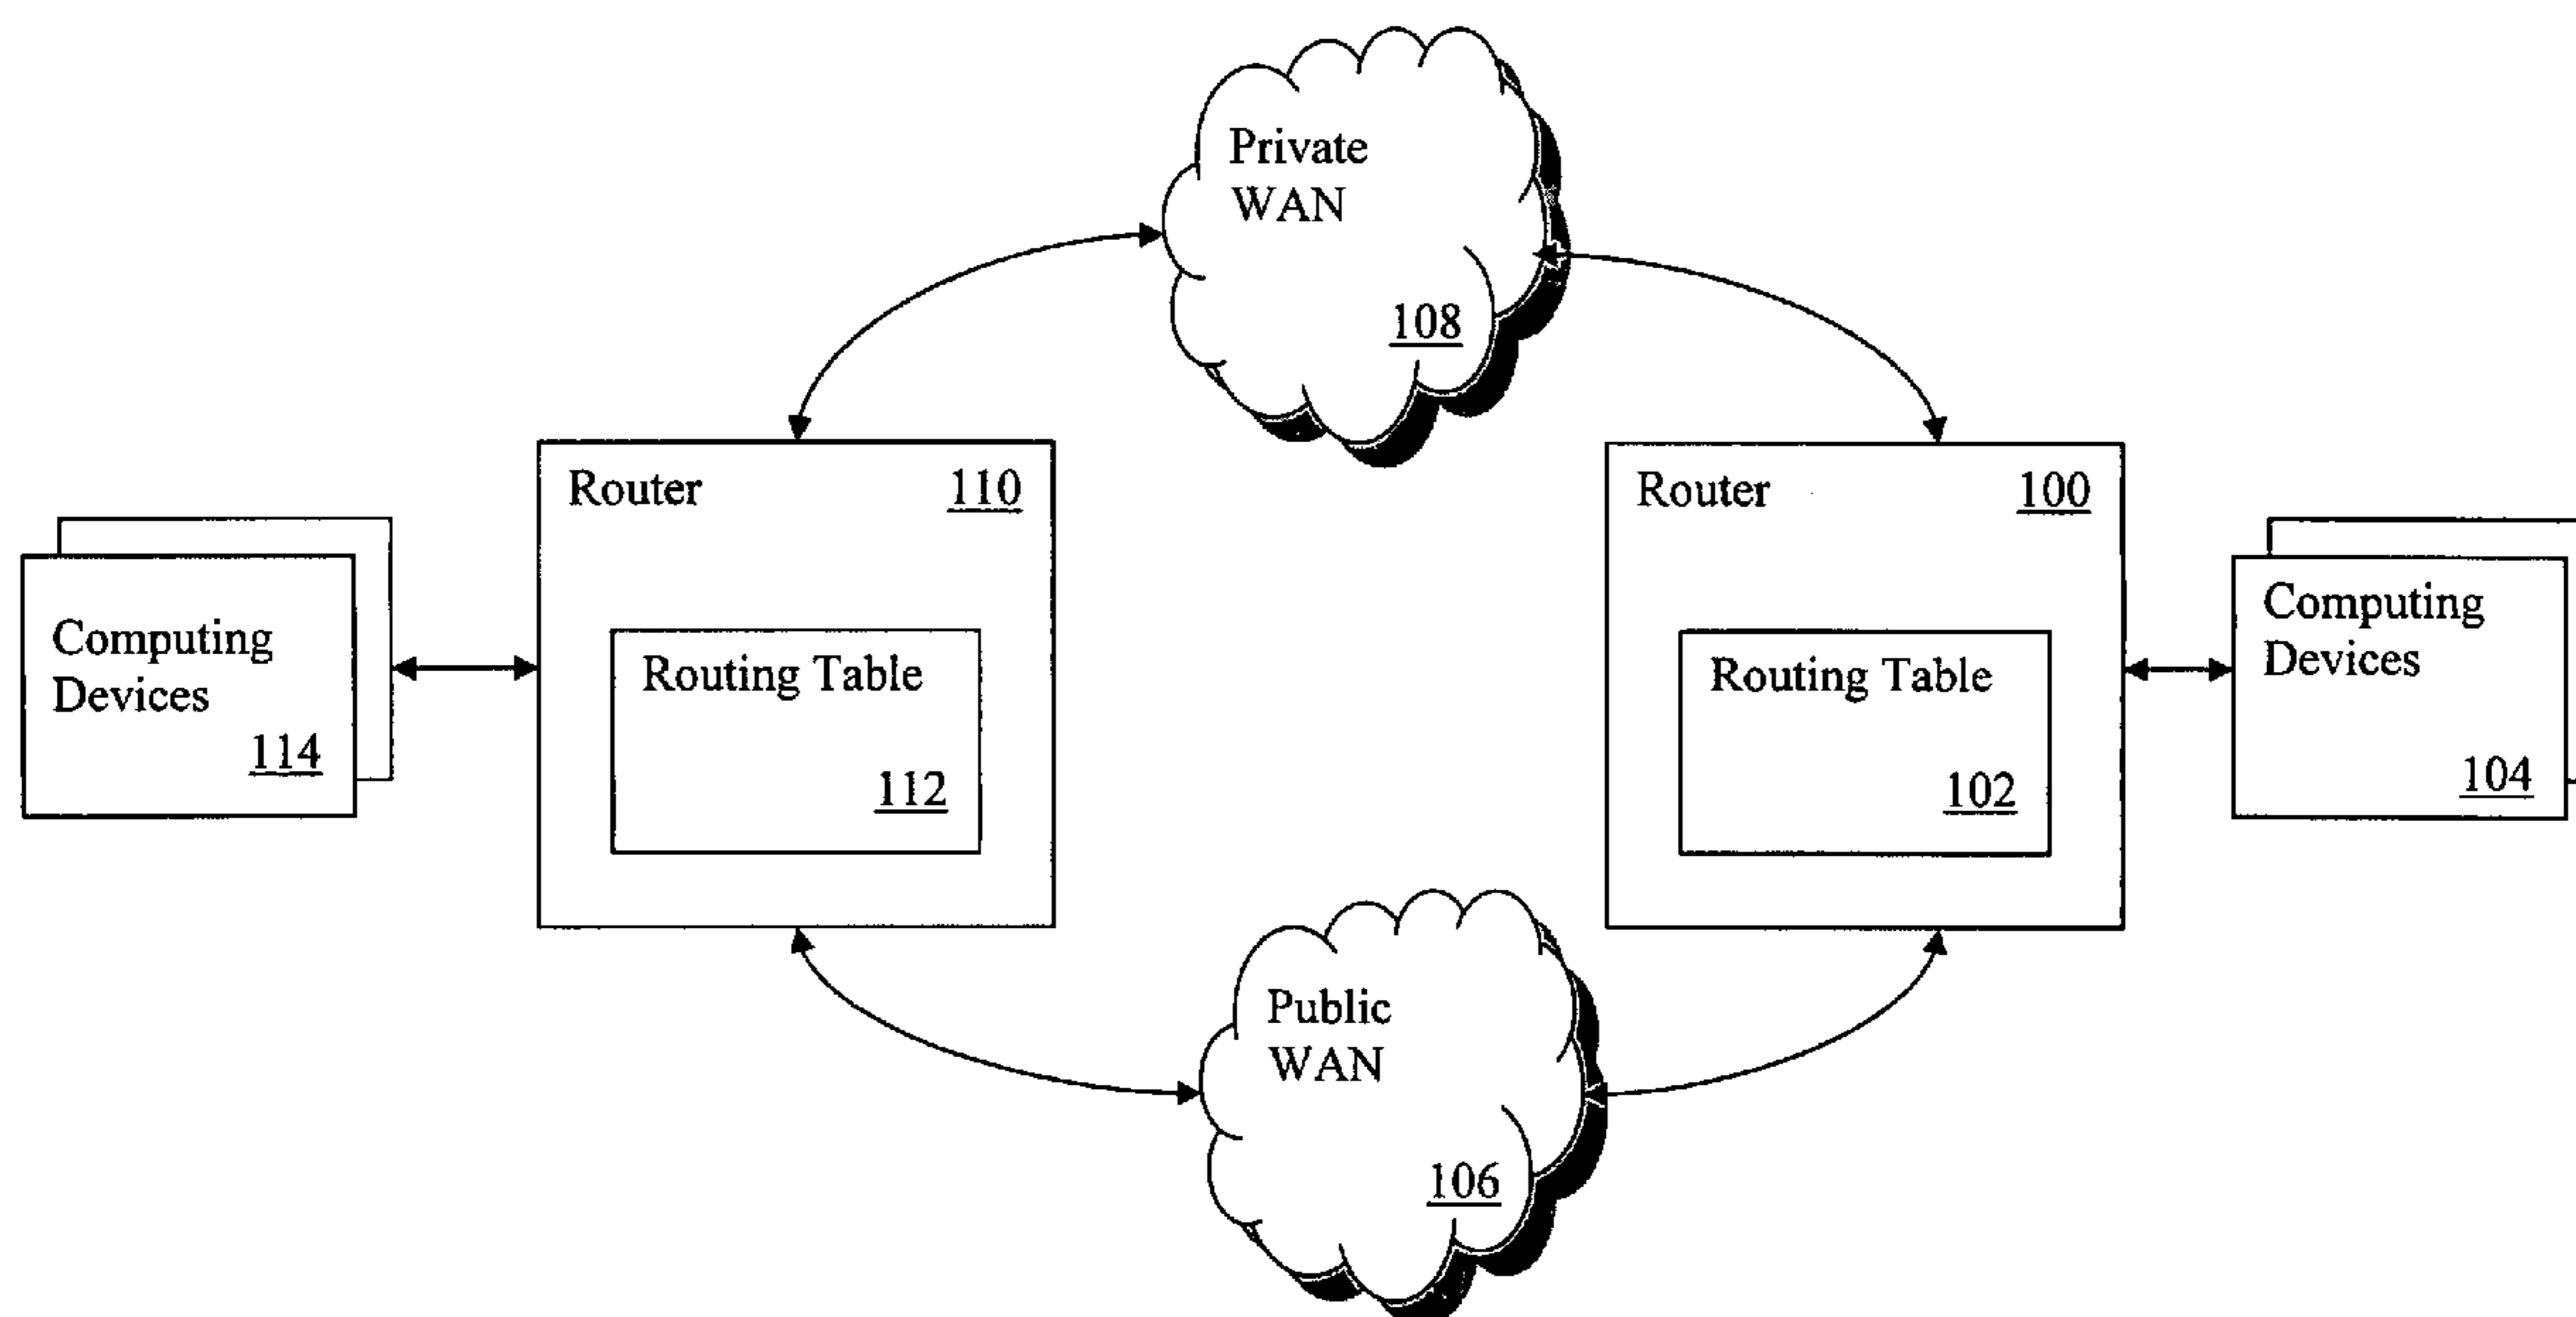 Private
WAN
108
Router
110
Routing Table
112
Computing
Devices
114
Router
100
Routing Table
102
Computing
Devices
104
Public
WAN
106